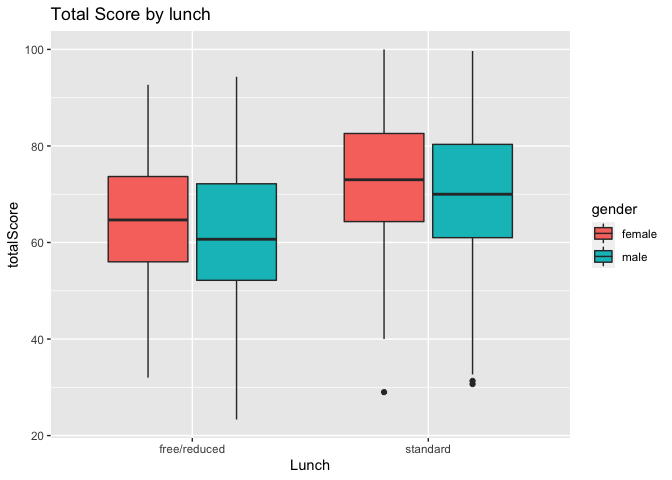 Total Score by lunch
totalScore
100
80
60
40
20
free/reduced
standard
Lunch
gender
female
male